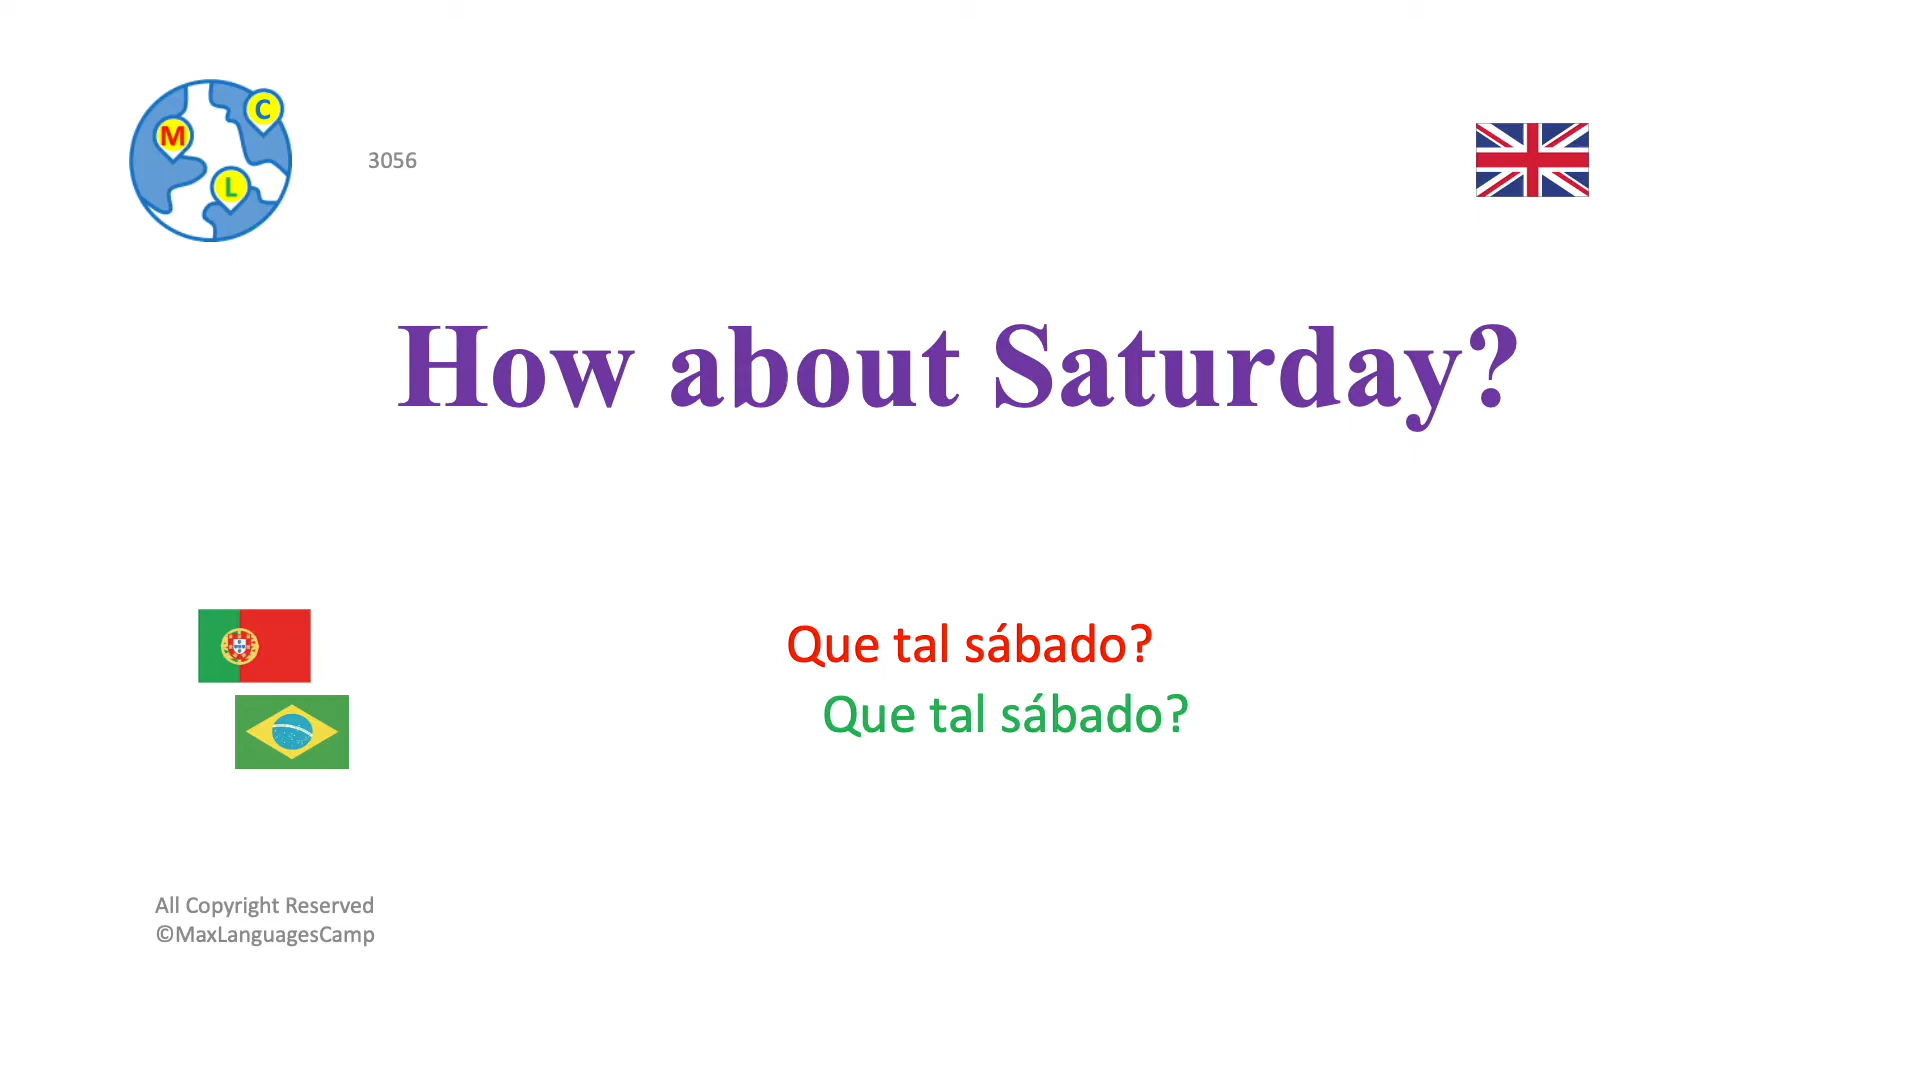 M
C
L
3056
How about Saturday?
Que tal sábado?
Que tal sábado?
All Copyright Reserved
©MaxLanguagesCamp